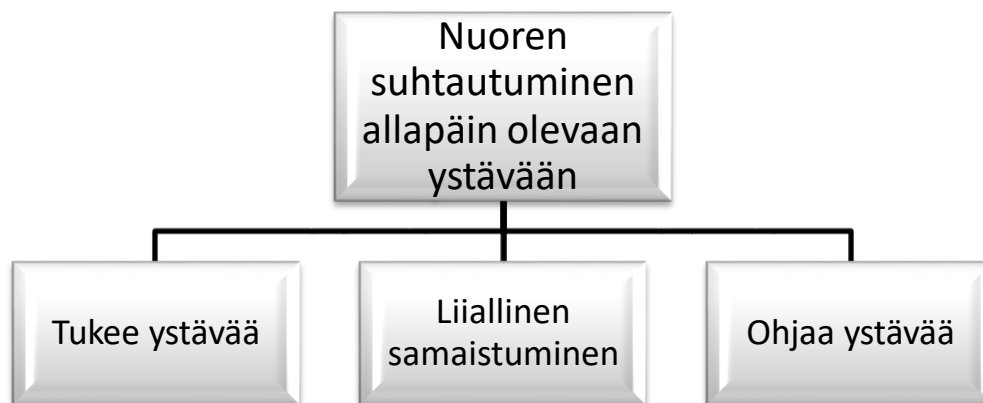 Nuoren
suhtautuminen
allapäin olevaan
ystävään
Tukee ystävää
Liiallinen
samaistuminen
Ohjaa ystävää